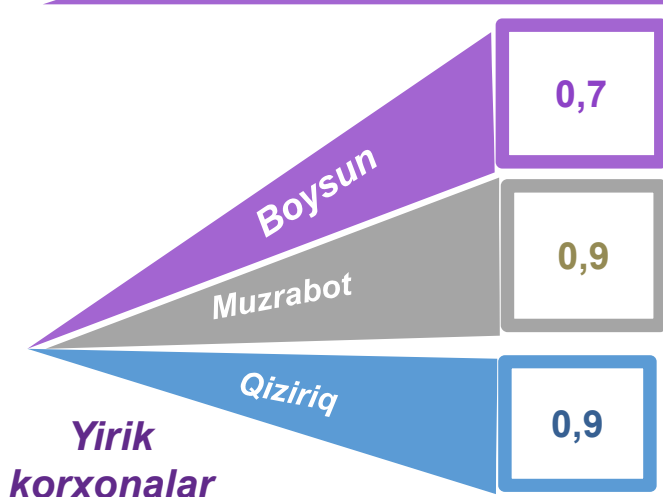 Boysun
0,7
Muzrabot
0,9
Qiziriq
0,9
Yirik
korxonalar